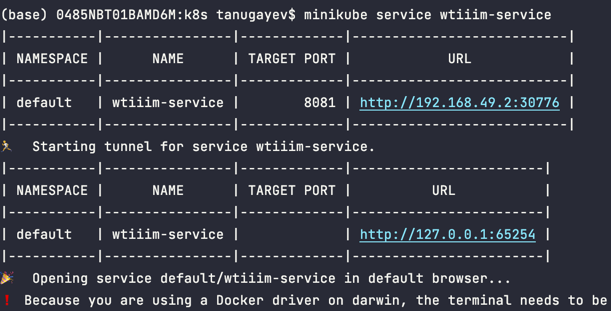 (base) 0485NBT01BAMD6M:k8s tanugayev$ minikube service wtiiim-service
|-----------|----------------|-------------|---------------------------|
| NAMESPACE | NAME | TARGET PORT | URL |
|-----------|----------------|-------------|---------------------------|
| default | wtiiim-service | 8081 | http://192.168.49.2:30776 |
|-----------|----------------|-------------|---------------------------|
🏃 Starting tunnel for service wtiiim-service.
|-----------|----------------|-------------|------------------------|
| NAMESPACE | NAME | TARGET PORT | URL |
|-----------|----------------|-------------|------------------------|
| default | wtiiim-service | | http://127.0.0.1:65254 |
|-----------|----------------|-------------|------------------------|
🎉 Opening service default/wtiiim-service in default browser...
❗ Because you are using a Docker driver on darwin, the terminal needs to be